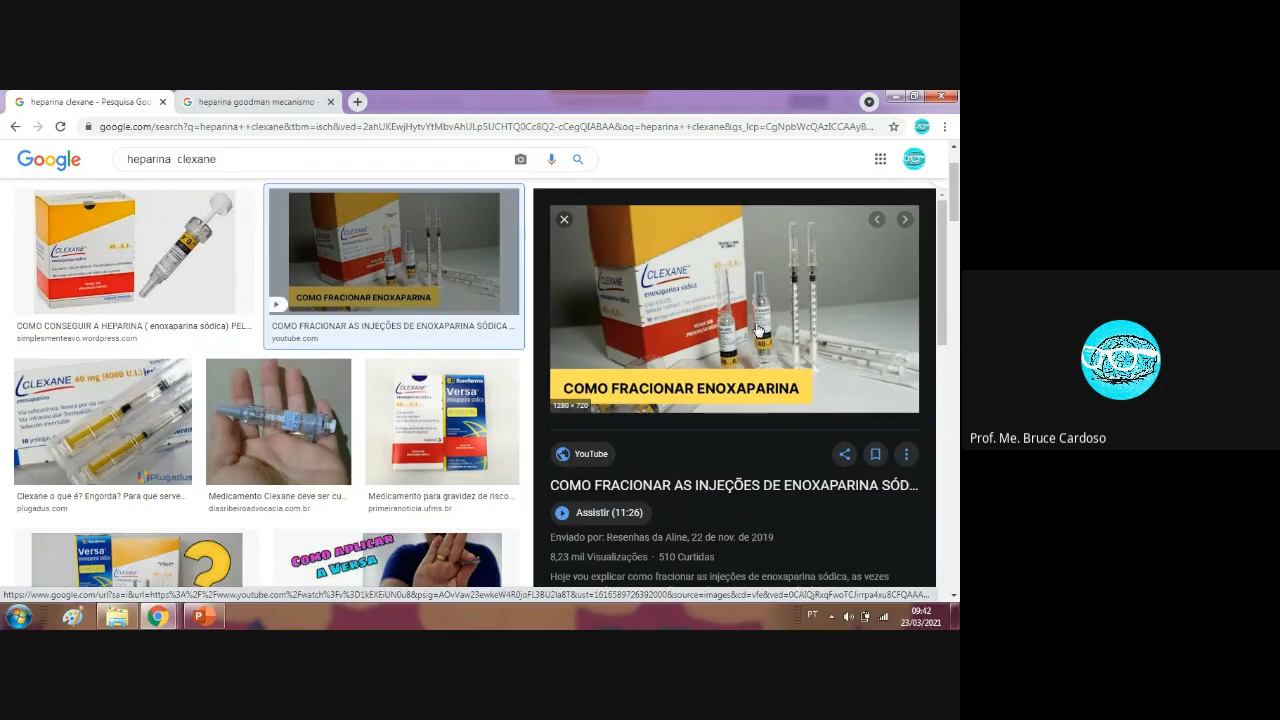 heparina clexane - Pesquisa Goo
heparina goodman mecanismo -
google.com/search?q=heparina++clexane&tbm=isch&ved=2ahUKEwjHytvYtMbvAhULp5UCHTQ0Cc8Q2-cCegQIABAA&oq=heparina++clexane&gs_lcp=CgNpbWcQAzICCAAyB...
Google
heparina clexane
CLEXANE
COMO FRACIONAR ENOXAPARINA
COMO CONSEGUIR A HEPARINA ( enoxaparina sódica) PEL...
simplesmenteavo.wordpress.com
COMO FRACIONAR AS INJEÇÕES DE ENOXAPARINA SÓDICA ...
youtube.com
CLEXANE
enoxaparina sódica
COMO FRACIONAR ENOXAPARINA
1280 × 720
CLEXANE 40 mg (4000 U.I.)
Plugadus
Clexane o que é? Engorda? Para que serve...
plugadus.com
Medicamento Clexane deve ser cu...
diasribeiroadvocacia.com.br
Eurofarma
Versa
Medicamento para gravidez de risco...
primeiranoticia.ufms.br
YouTube
COMO FRACIONAR AS INJEÇÕES DE ENOXAPARINA SÓD...
Assistir (11:26)
Enviado por: Resenhas da Aline, 22 de nov. de 2019
8,23 mil Visualizações · 510 Curtidas
Hoje vou explicar como fracionar as injeções de enoxaparina sódica, as vezes
Versa
?
COMO APLICAR
A VERSA
PT
09:42
23/03/2021
Prof. Me. Bruce Cardoso